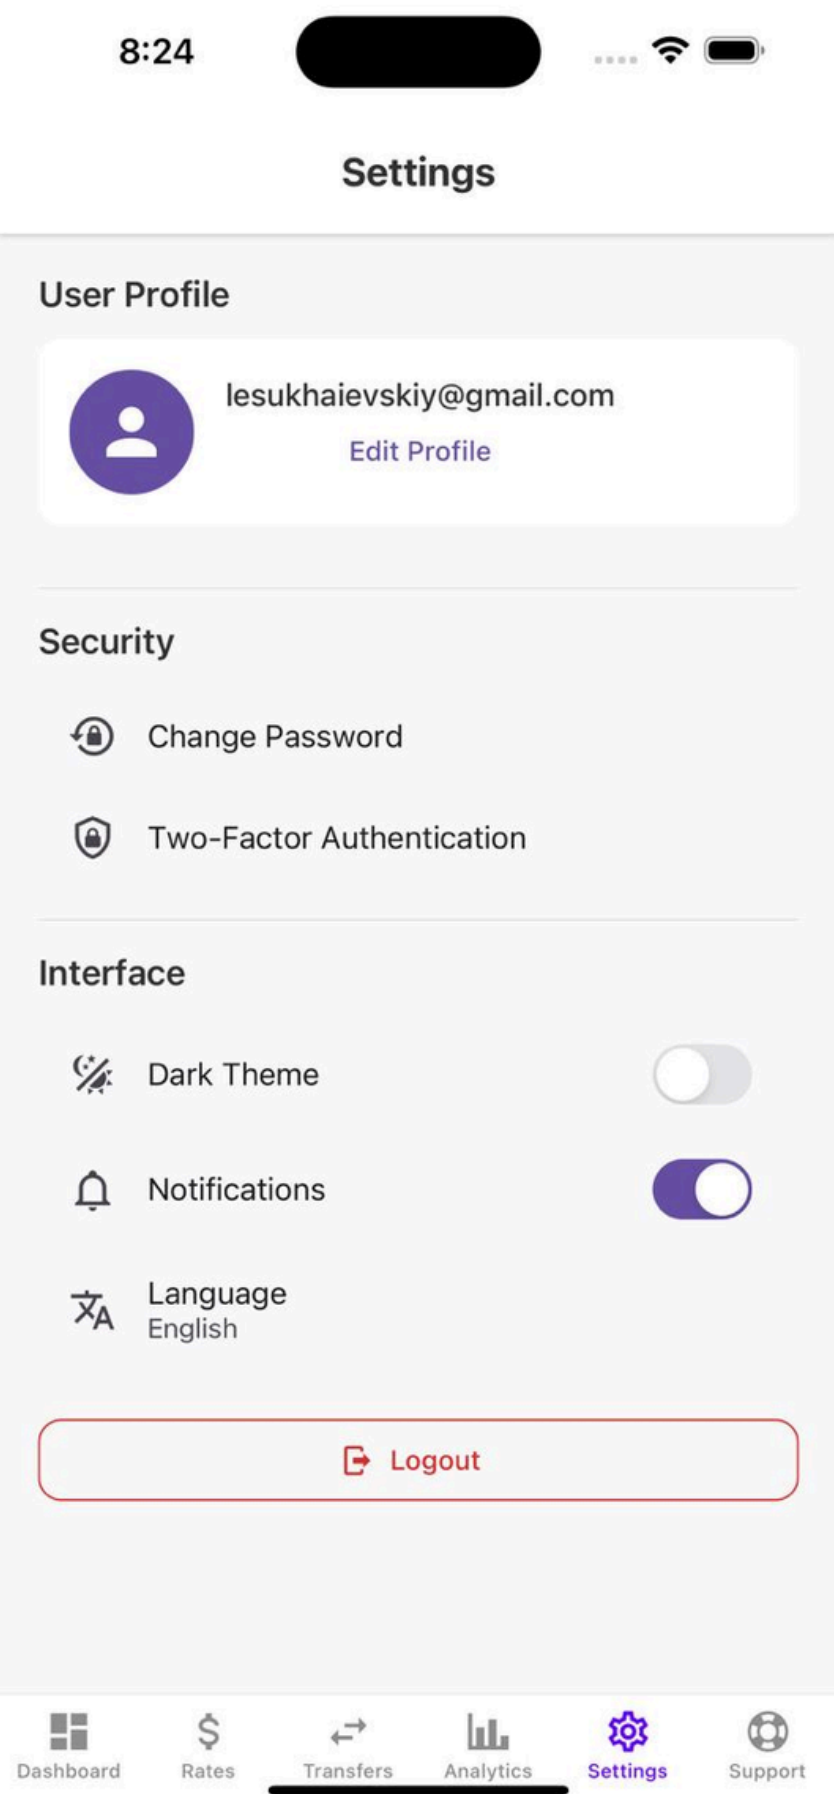 8:24
Settings
User Profile
lesukhaievskiy@gmail.com
Edit Profile
Security
Change Password
Two-Factor Authentication
Interface
Dark Theme
Notifications
Language
English
Logout
Dashboard Rates Transfers Analytics Settings Support